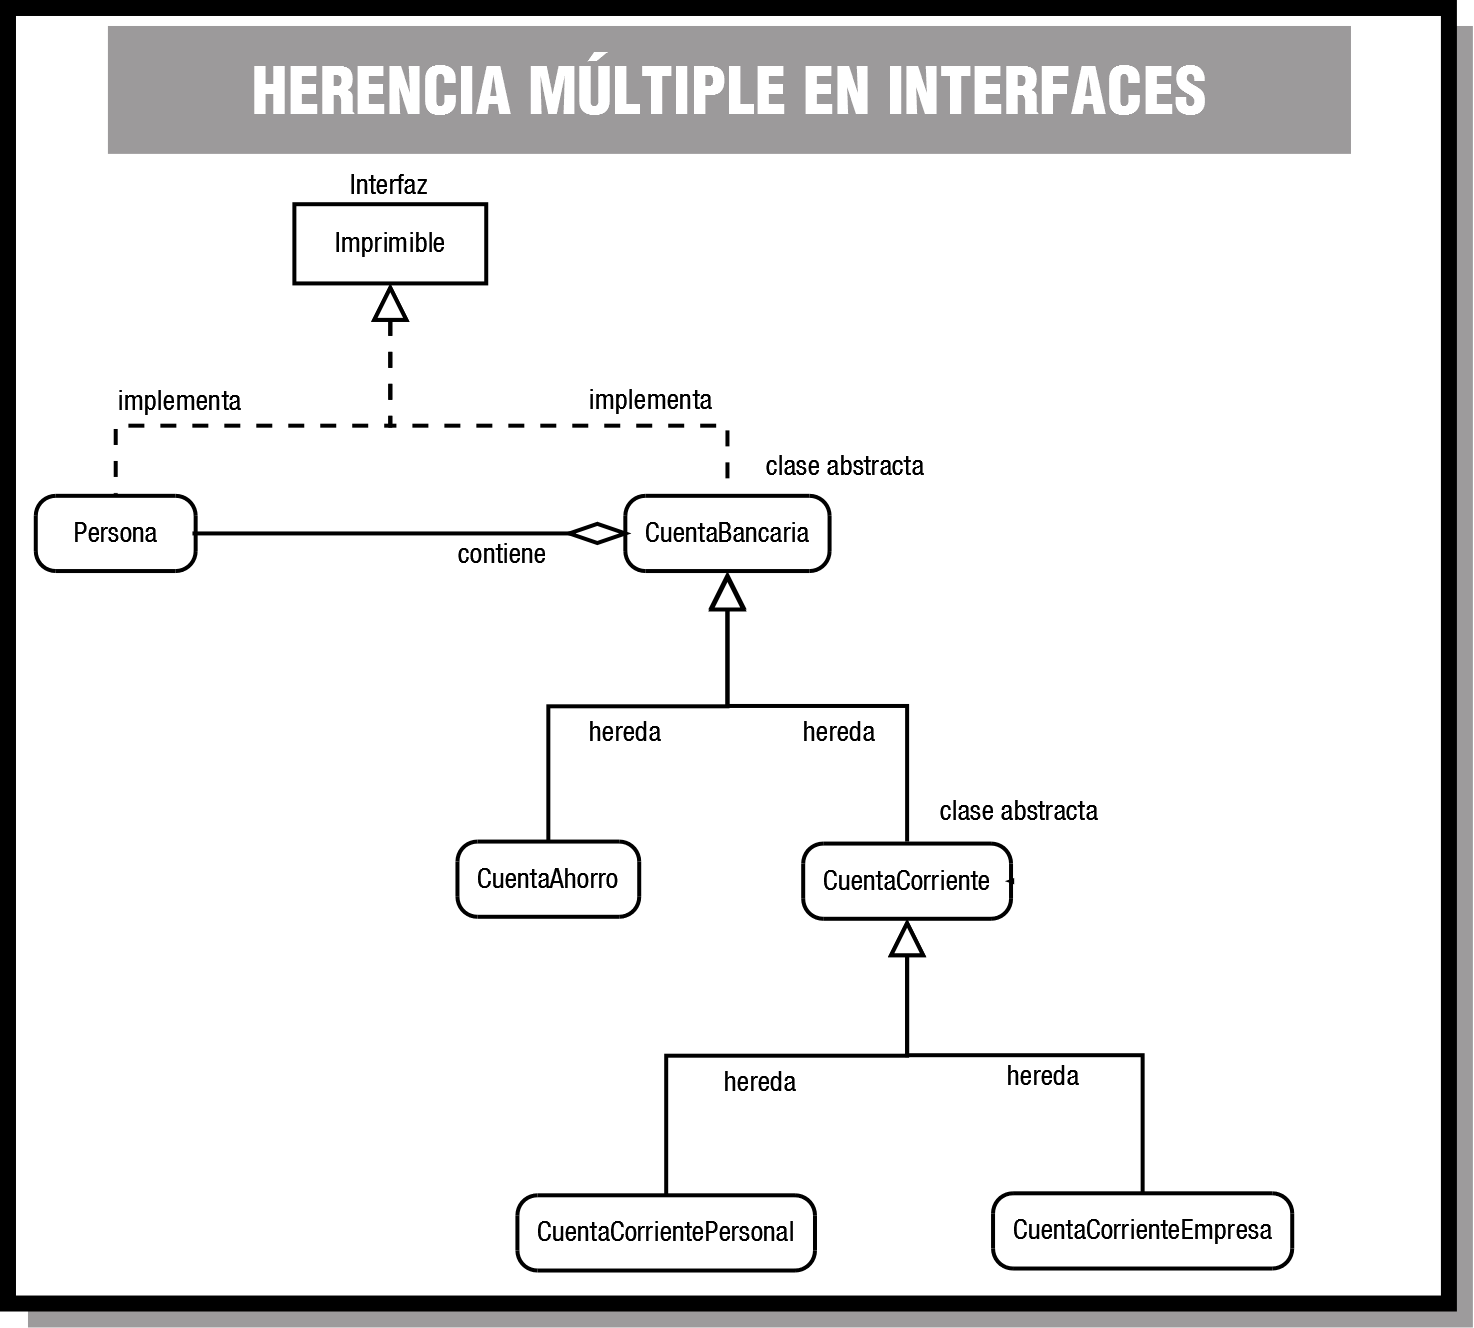 HERENCIA MÚLTIPLE EN INTERFACES
Interfaz
Imprimible
implementa
implementa
clase abstracta
Persona
CuentaBancaria
contiene
hereda
hereda
clase abstracta
CuentaAhorro
CuentaCorriente
hereda
hereda
CuentaCorrientePersonal
CuentaCorrienteEmpresa